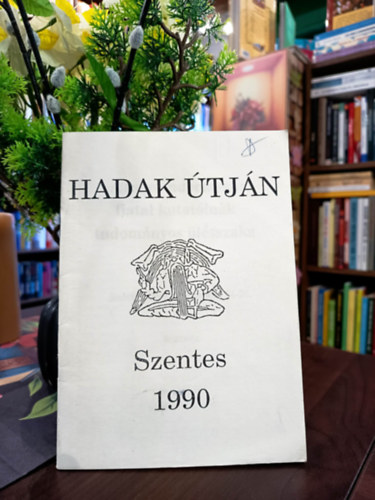 HADAK ÚTJÁN
Szentes
1990